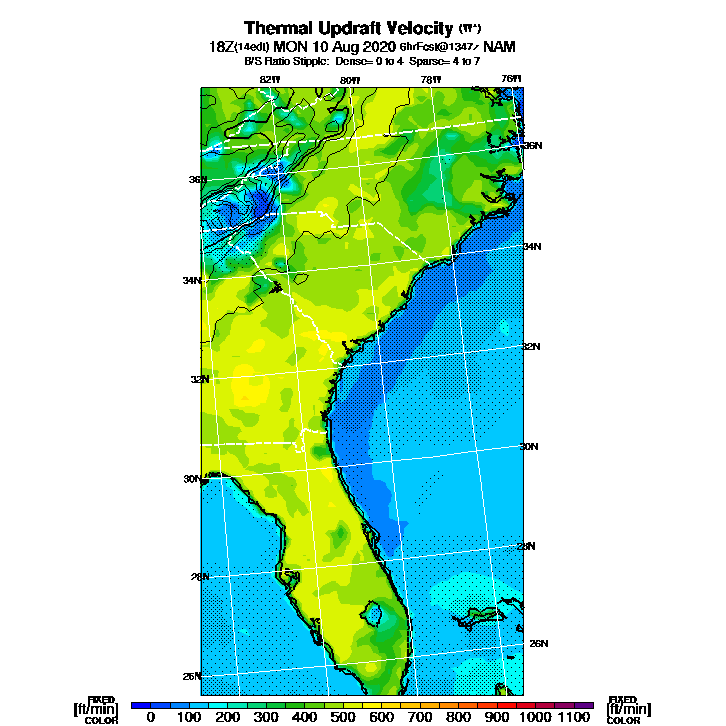 Thermal Updraft Velocity (W*)
18Z(14edt) MON 10 Aug 2020 6hrFcst@1347z NAM
B/S Ratio Stipple: Dense= 0 to 4 Sparse= 4 to 7
82W 80W 78W 76W
36N
36N
34N
34N
32N
32N
30N
30N
28N
28N
26N
26N
FIXED FIXED
[ft/min] 0 100 200 300 400 500 600 700 800 900 1000 1100 [ft/min]
COLOR COLOR